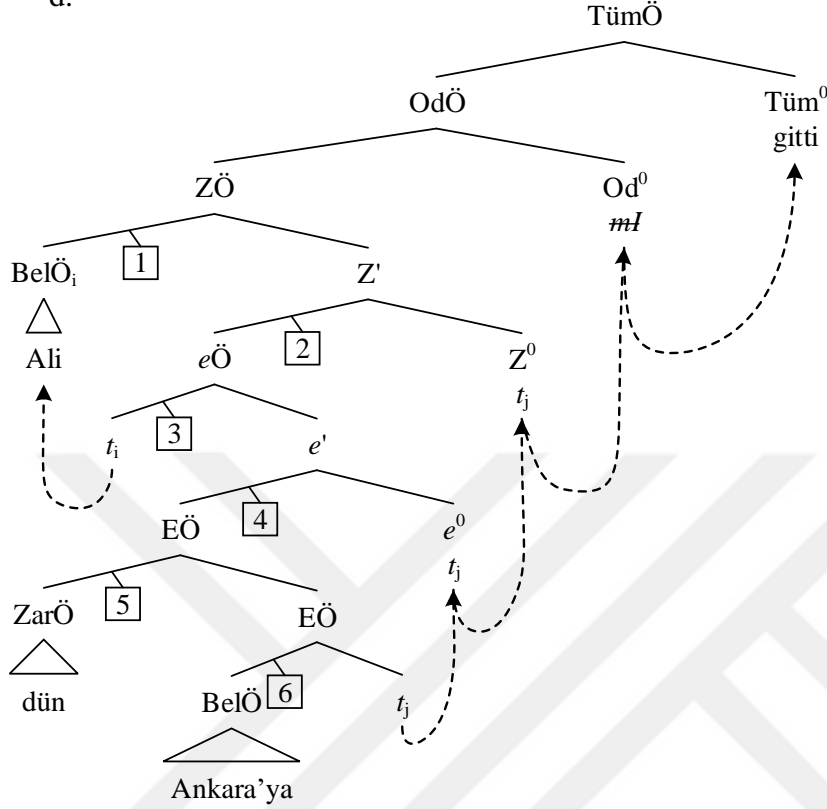 d.
TümÖ
OdÖ Tüm⁰
gitti
ZÖ Od⁰
mI
1
BelÖᵢ Z'
2
Ali eÖ Z⁰
tⱼ
3
tᵢ e'
4
EÖ e⁰
tⱼ
5
ZarÖ EÖ
6
dün BelÖ tⱼ
Ankara’ya